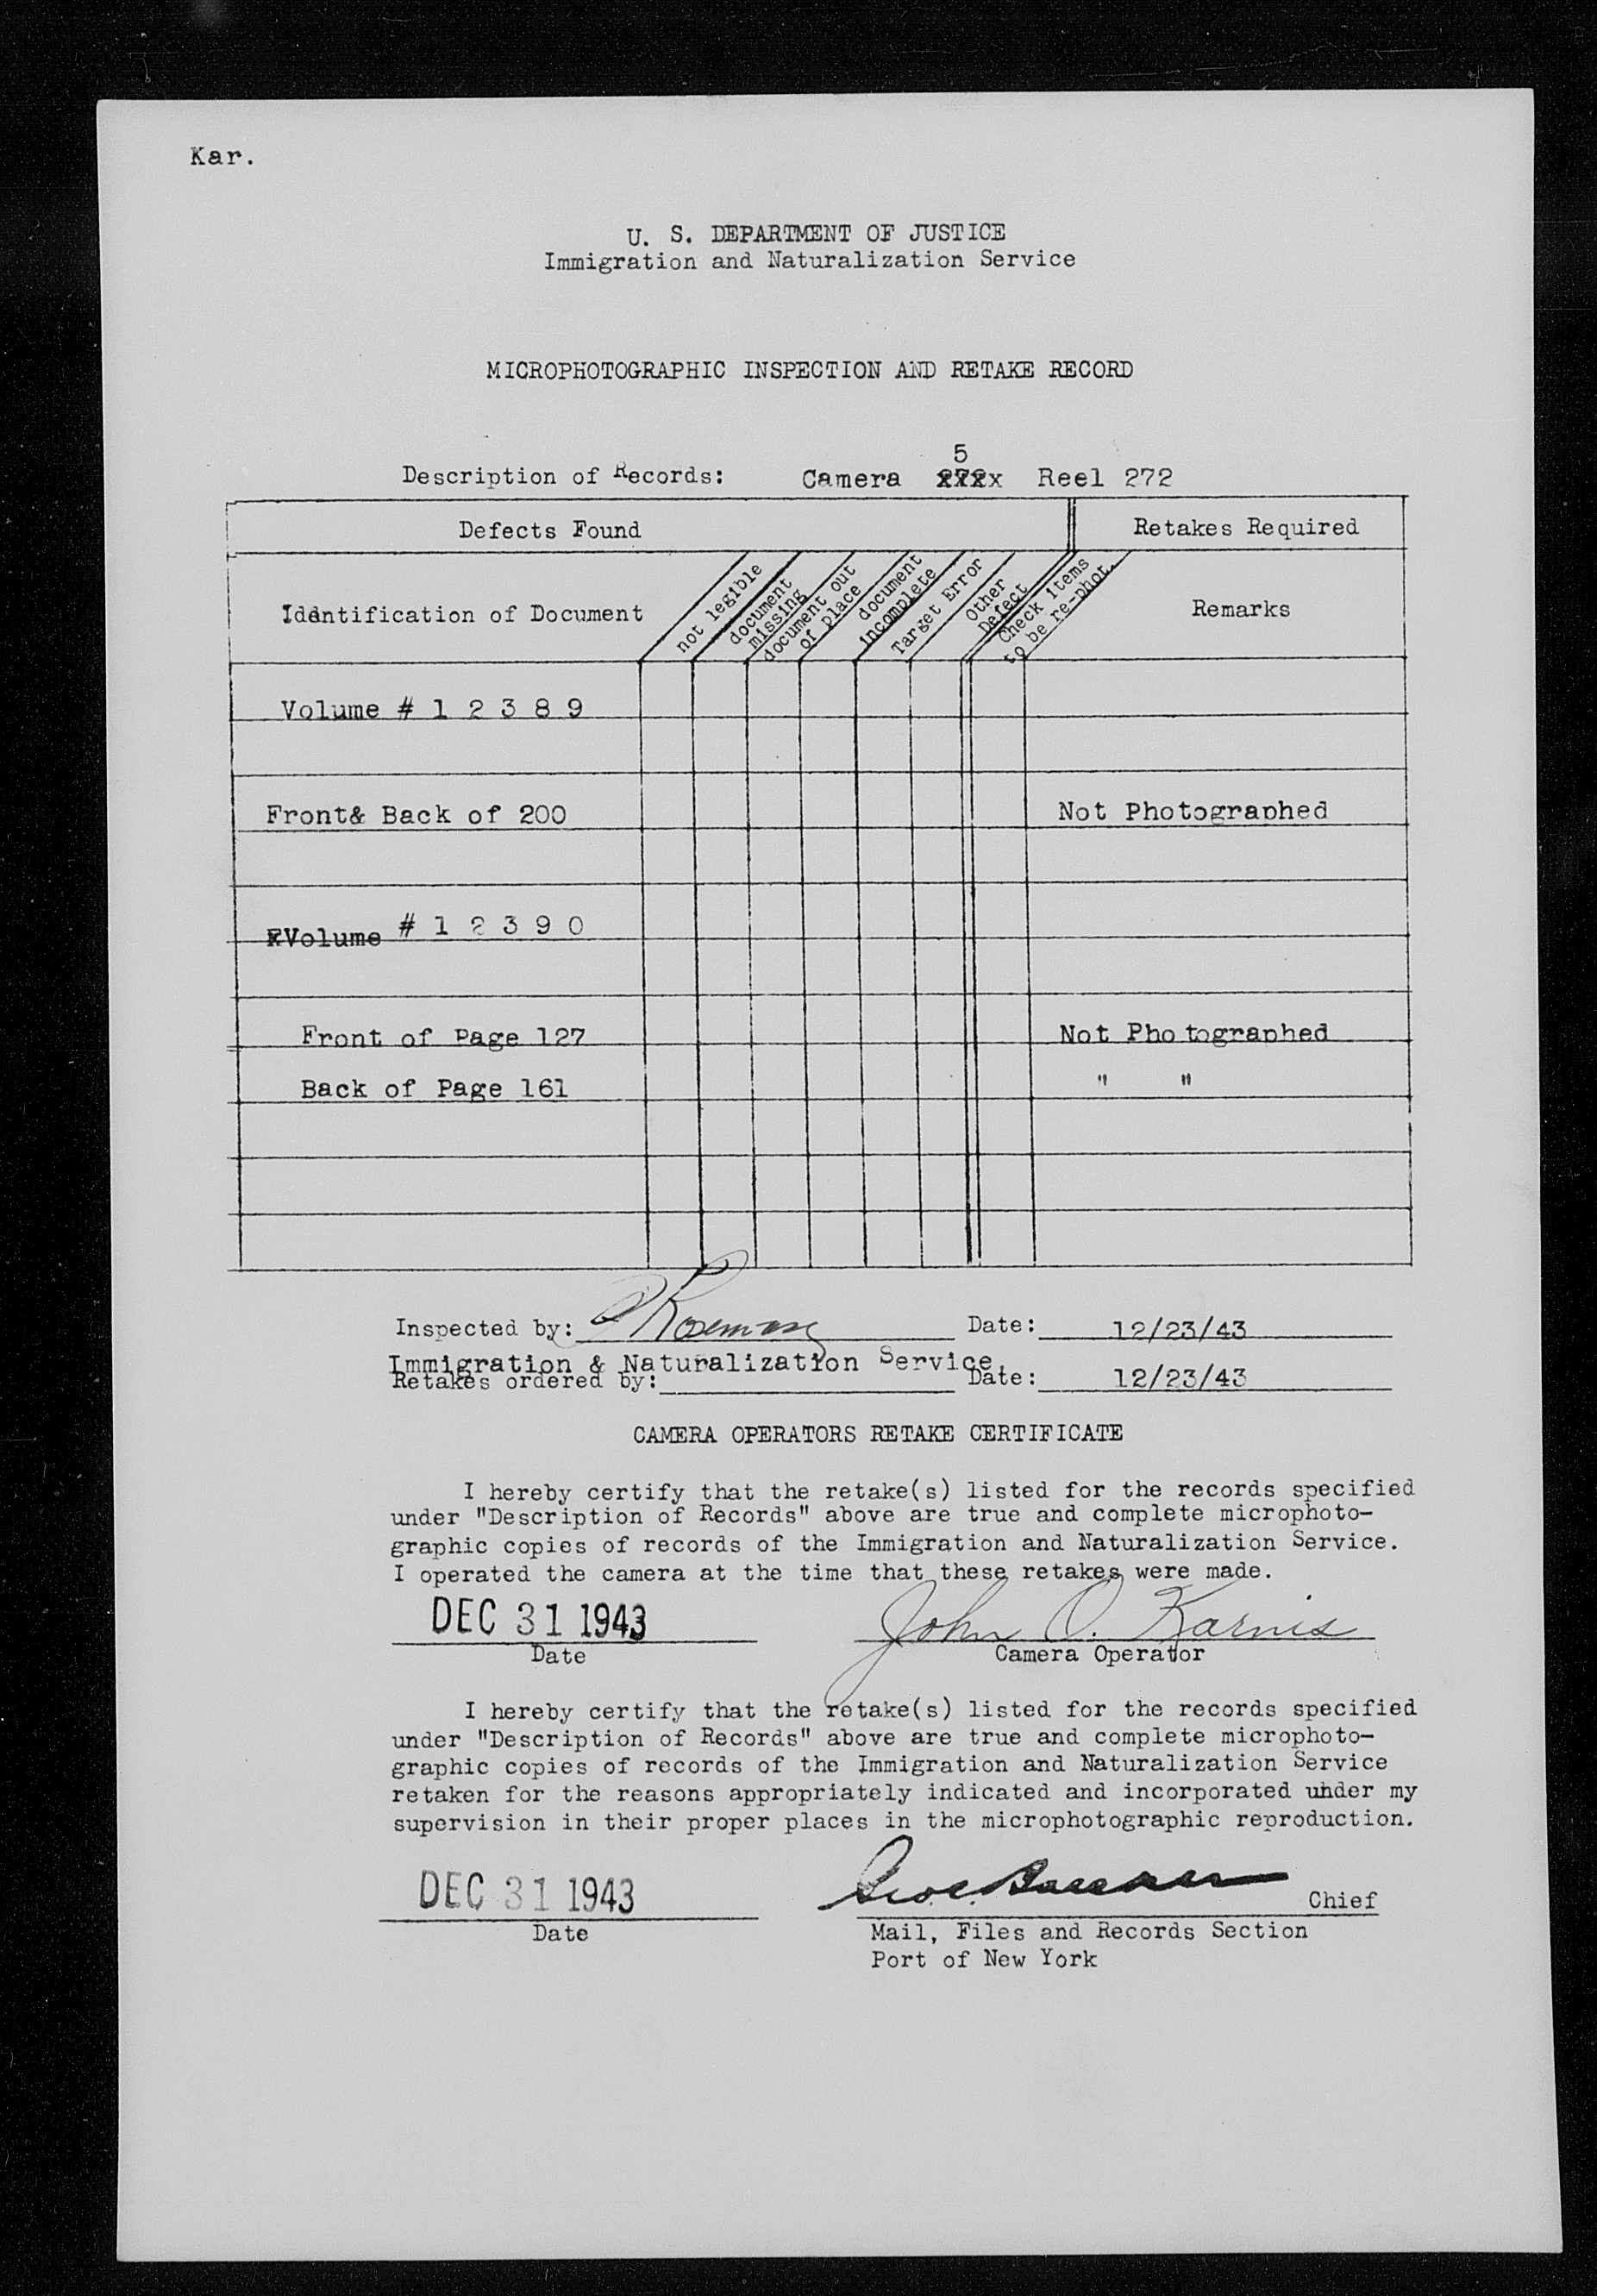 Kar.
U. S. DEPARTMENT OF JUSTICE
Immigration and Naturalization Service
MICROPHOTOGRAPHIC INSPECTION AND RETAKE RECORD
5
Description of Records: Camera 272x Reel 272
Defects Found Retakes Required
Identification of Document
not legible
document
missing
document out
of place
document
incomplete
Target Error
Other
Defect
Check items
to be re-phot.
Remarks
Volume # 1 2 3 8 9
Front& Back of 200 Not Photographed
Volume # 1 2 3 9 0
Front of Page 127 Not Pho tographed
Back of Page 161 " "
Inspected by: Date: 12/23/43
Immigration & Naturalization Service.
Retakes ordered by: Date: 12/23/43
CAMERA OPERATORS RETAKE CERTIFICATE
I hereby certify that the retake(s) listed for the records specified
under "Description of Records" above are true and complete microphoto-
graphic copies of records of the Immigration and Naturalization Service.
I operated the camera at the time that these retakes were made.
DEC 31 1943 John O. Karnis
Date Camera Operator
I hereby certify that the retake(s) listed for the records specified
under "Description of Records" above are true and complete microphoto-
graphic copies of records of the Immigration and Naturalization Service
retaken for the reasons appropriately indicated and incorporated under my
supervision in their proper places in the microphotographic reproduction.
DEC 31 1943 Chief
Date Mail, Files and Records Section
Port of New York